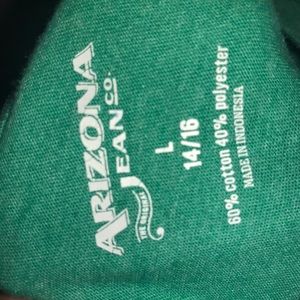 ARIZONA
JEAN CO.
THE ORIGINAL
L
14/16
60% cotton 40% polyester
MADE IN INDONESIA